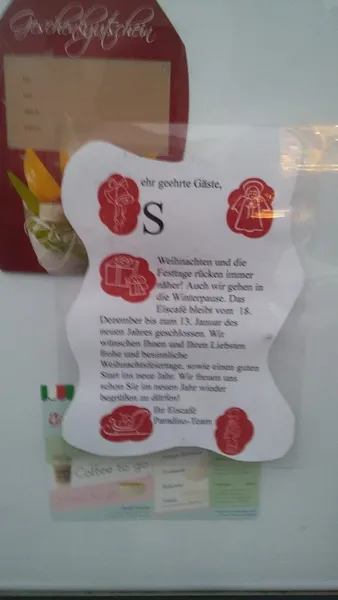 Geschenkgutschein
Sehr geehrte Gäste,
Weihnachten und die
Festtage rücken immer
näher! Auch wir gehen in
die Winterpause. Das
Eiscafé bleibt vom 18.
Dezember bis zum 13. Januar des
neuen Jahres geschlossen. Wir
wünschen Ihnen und Ihren Liebsten
frohe und besinnliche
Weihnachtsfeiertage, sowie einen guten
Start ins neue Jahr. Wir freuen uns
schon Sie im neuen Jahr wieder
begrüßen zu dürfen!
Ihr Eiscafé
Paradiso-Team
Coffee to go